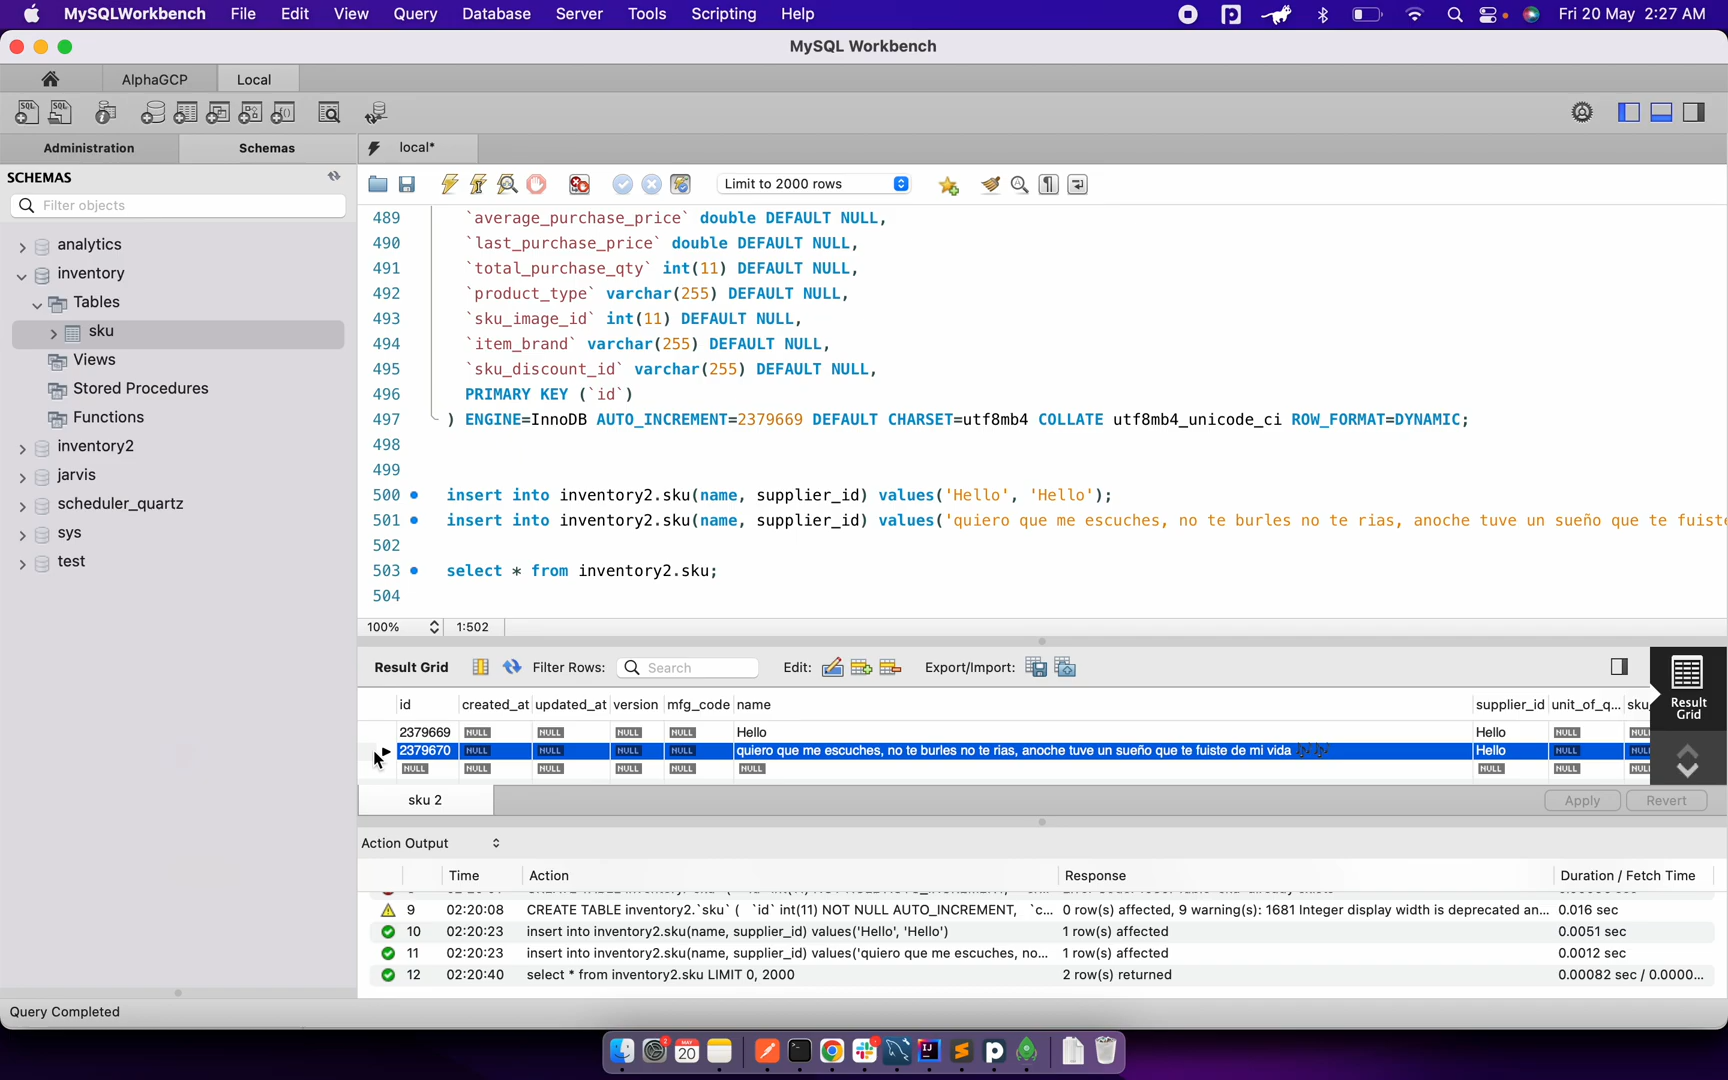 MySQLWorkbench File Edit View Query Database Server Tools Scripting Help Fri 20 May 2:27 AM
MySQL Workbench
AlphaGCP Local
Administration Schemas local*
SCHEMAS
Limit to 2000 rows
Filter objects
analytics
inventory
Tables
sku
Views
Stored Procedures
Functions
inventory2
jarvis
scheduler_quartz
sys
test
489 `average_purchase_price` double DEFAULT NULL,
490 `last_purchase_price` double DEFAULT NULL,
491 `total_purchase_qty` int(11) DEFAULT NULL,
492 `product_type` varchar(255) DEFAULT NULL,
493 `sku_image_id` int(11) DEFAULT NULL,
494 `item_brand` varchar(255) DEFAULT NULL,
495 `sku_discount_id` varchar(255) DEFAULT NULL,
496 PRIMARY KEY (`id`)
497 ) ENGINE=InnoDB AUTO_INCREMENT=2379669 DEFAULT CHARSET=utf8mb4 COLLATE utf8mb4_unicode_ci ROW_FORMAT=DYNAMIC;
498
499
500 insert into inventory2.sku(name, supplier_id) values('Hello', 'Hello');
501 insert into inventory2.sku(name, supplier_id) values('quiero que me escuches, no te burles no te rias, anoche tuve un sueño que te fuiste
502
503 select * from inventory2.sku;
504
100% 1:502
Result Grid Filter Rows: Search Edit: Export/Import:
Result Grid
id created_at updated_at version mfg_code name supplier_id unit_of_q... sku_
2379669 NULL NULL NULL NULL Hello Hello NULL NULL
2379670 NULL NULL NULL NULL quiero que me escuches, no te burles no te rias, anoche tuve un sueño que te fuiste de mi vida 🎶🎶 Hello NULL NULL
NULL NULL NULL NULL NULL NULL NULL NULL NULL
sku 2 Apply Revert
Action Output
Time Action Response Duration / Fetch Time
9 02:20:08 CREATE TABLE inventory2.`sku` ( `id` int(11) NOT NULL AUTO_INCREMENT, `c... 0 row(s) affected, 9 warning(s): 1681 Integer display width is deprecated an... 0.016 sec
10 02:20:23 insert into inventory2.sku(name, supplier_id) values('Hello', 'Hello') 1 row(s) affected 0.0051 sec
11 02:20:23 insert into inventory2.sku(name, supplier_id) values('quiero que me escuches, no... 1 row(s) affected 0.0012 sec
12 02:20:40 select * from inventory2.sku LIMIT 0, 2000 2 row(s) returned 0.00082 sec / 0.0000...
Query Completed